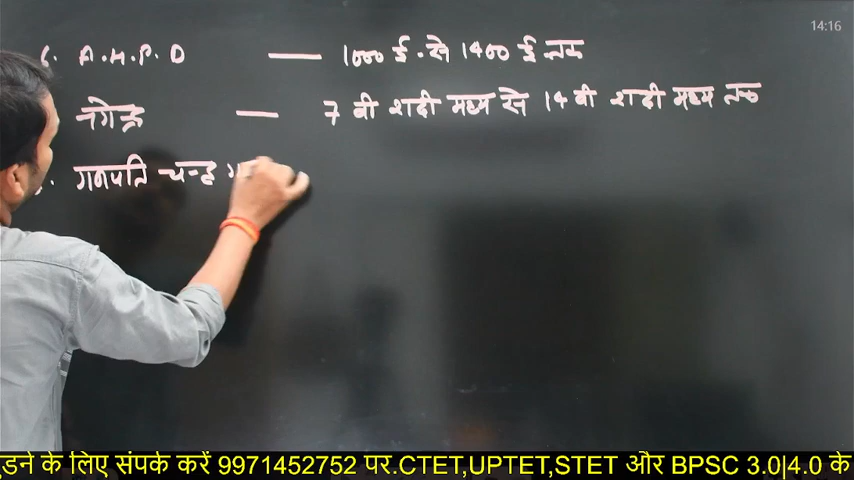 14:16
6. A.H.P.D — 1000 ई. से 1400 ई तक
नगेन्द्र — 7 वी शदी मध्य से 14 वी शदी मध्य तक
गणपति चन्द्र
ड़ने के लिए संपर्क करें 9971452752 पर.CTET,UPTET,STET और BPSC 3.0|4.0 के